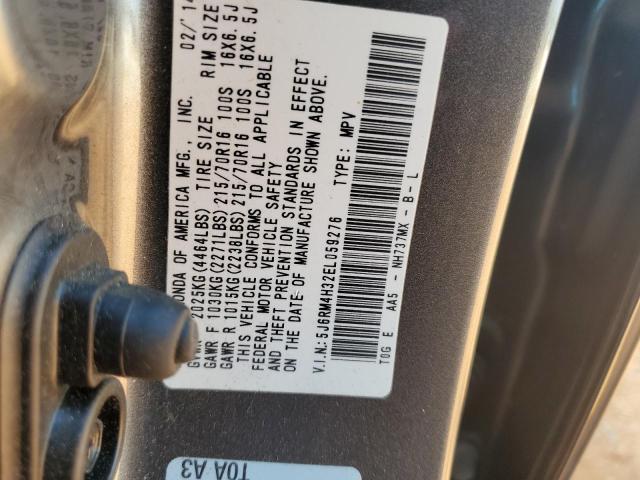 ONDA OF AMERICA MFG., INC. 02/'14
2025KG(4464LBS) TIRE SIZE RIM SIZE
GAWR F 1030KG(2271LBS)215/70R16 100S 16X6.5J
GAWR R 1015KG(2238LBS)215/70R16 100S 16X6.5J
THIS VEHICLE CONFORMS TO ALL APPLICABLE
FEDERAL MOTOR VEHICLE SAFETY
AND THEFT PREVENTION STANDARDS IN EFFECT
ON THE DATE OF MANUFACTURE SHOWN ABOVE.
V.I.N.: 5J6RM4H32EL059276 TYPE: MPV
T0G E AA5 - NH737MX - B - L
T0A A3